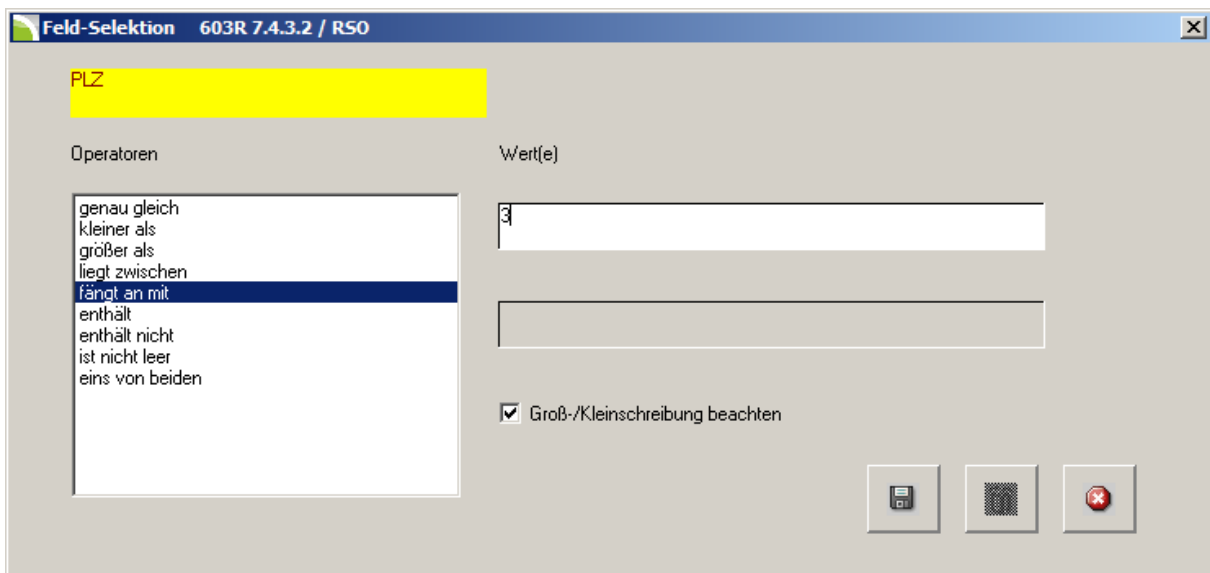 Feld-Selektion 603R 7.4.3.2 / RSO
PLZ
Operatoren
Wert(e)
genau gleich
kleiner als
größer als
liegt zwischen
fängt an mit
enthält
enthält nicht
ist nicht leer
eins von beiden
3
Groß-/Kleinschreibung beachten